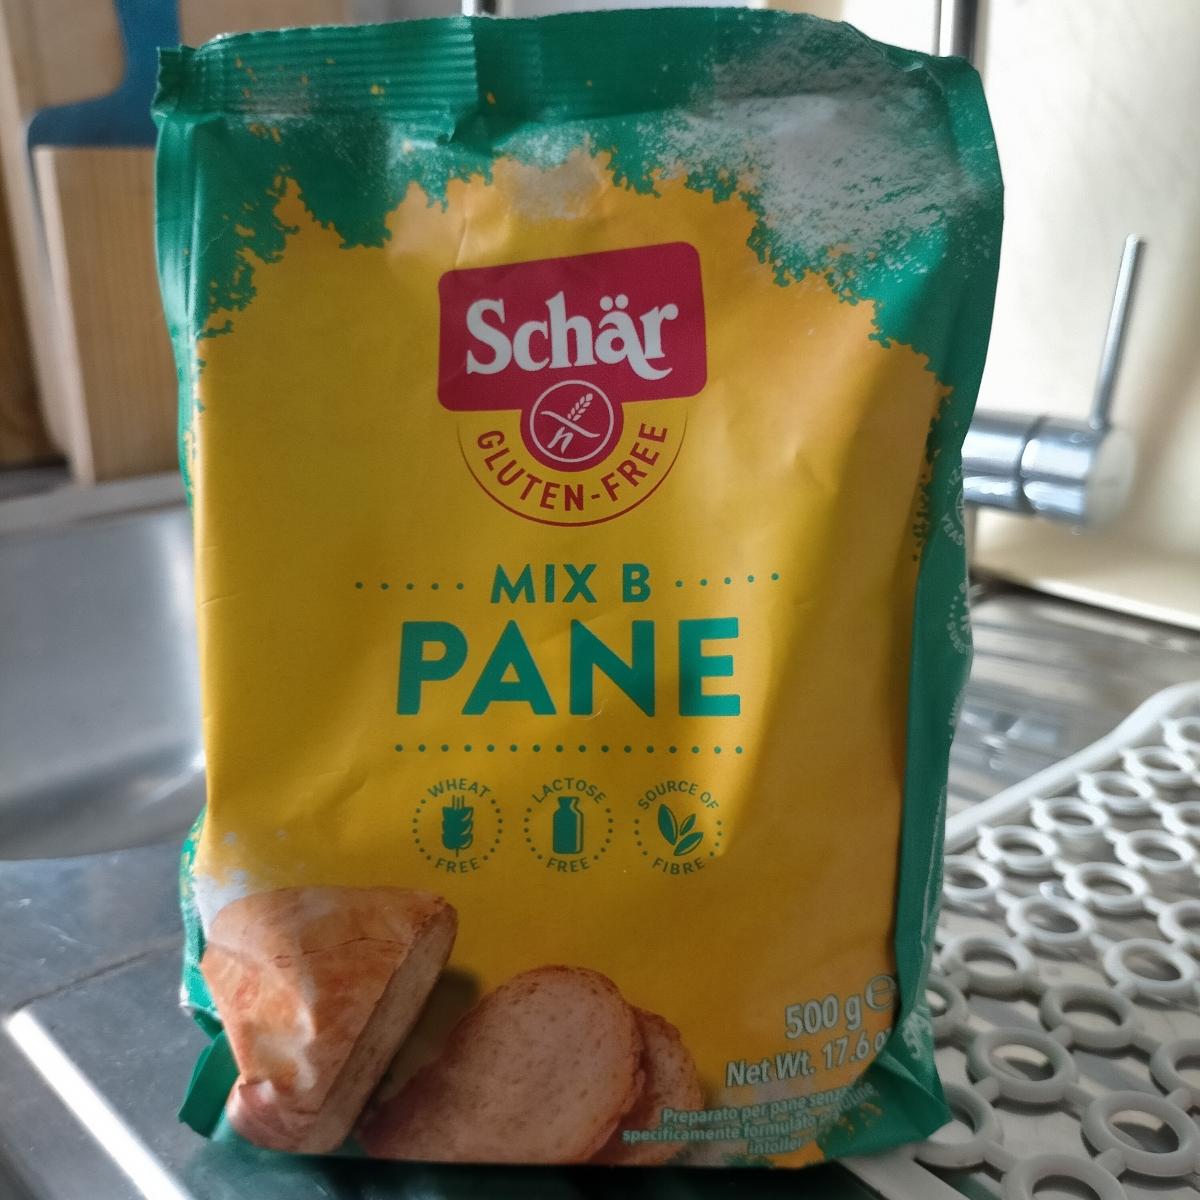 Schär
GLUTEN-FREE
MIX B
PANE
WHEAT
FREE
LACTOSE
FREE
SOURCE OF
FIBRE
500 g e
Net Wt. 17.6
Preparato per pane
specificamente formulato